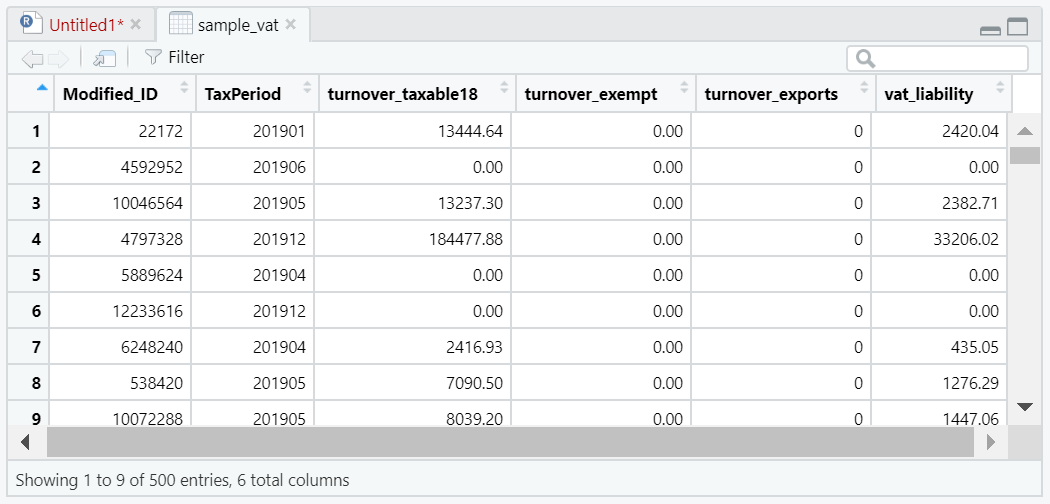 Untitled1* sample_vat
Filter
Modified_ID TaxPeriod turnover_taxable18 turnover_exempt turnover_exports vat_liability
1 22172 201901 13444.64 0.00 0 2420.04
2 4592952 201906 0.00 0.00 0 0.00
3 10046564 201905 13237.30 0.00 0 2382.71
4 4797328 201912 184477.88 0.00 0 33206.02
5 5889624 201904 0.00 0.00 0 0.00
6 12233616 201912 0.00 0.00 0 0.00
7 6248240 201904 2416.93 0.00 0 435.05
8 538420 201905 7090.50 0.00 0 1276.29
9 10072288 201905 8039.20 0.00 0 1447.06
Showing 1 to 9 of 500 entries, 6 total columns